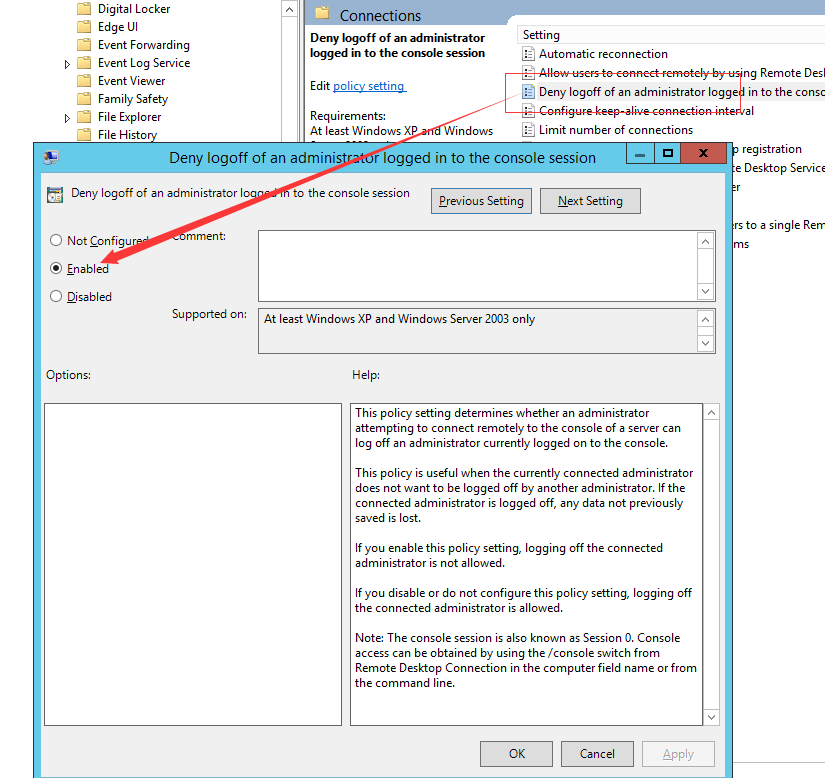 Digital Locker
Edge UI
Event Forwarding
Event Log Service
Event Viewer
Family Safety
File Explorer
File History
Connections
Deny logoff of an administrator
logged in to the console session
Edit policy setting
Requirements:
At least Windows XP and Windows
Setting
Automatic reconnection
Allow users to connect remotely by using Remote Desk
Deny logoff of an administrator logged in to the conso
Configure keep-alive connection interval
Limit number of connections
p registration
te Desktop Service
er
rs to a single Rem
ms
Deny logoff of an administrator logged in to the console session
Deny logoff of an administrator logged in to the console session
Previous Setting
Next Setting
Not Configured
Enabled
Disabled
Comment:
Supported on:
At least Windows XP and Windows Server 2003 only
Options:
Help:
This policy setting determines whether an administrator
attempting to connect remotely to the console of a server can
log off an administrator currently logged on to the console.
This policy is useful when the currently connected administrator
does not want to be logged off by another administrator. If the
connected administrator is logged off, any data not previously
saved is lost.
If you enable this policy setting, logging off the connected
administrator is not allowed.
If you disable or do not configure this policy setting, logging off
the connected administrator is allowed.
Note: The console session is also known as Session 0. Console
access can be obtained by using the /console switch from
Remote Desktop Connection in the computer field name or from
the command line.
OK
Cancel
Apply